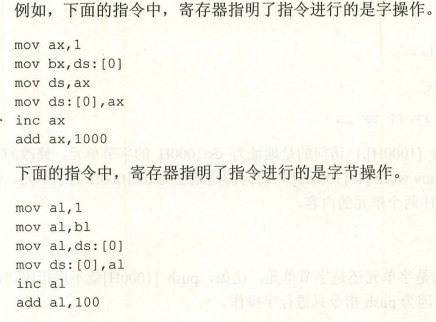 例如，下面的指令中，寄存器指明了指令进行的是字操作。
mov ax,1
mov bx,ds:[0]
mov ds,ax
mov ds:[0],ax
inc ax
add ax,1000
下面的指令中，寄存器指明了指令进行的是字节操作。
mov al,1
mov al,bl
mov al,ds:[0]
mov ds:[0],al
inc al
add al,100